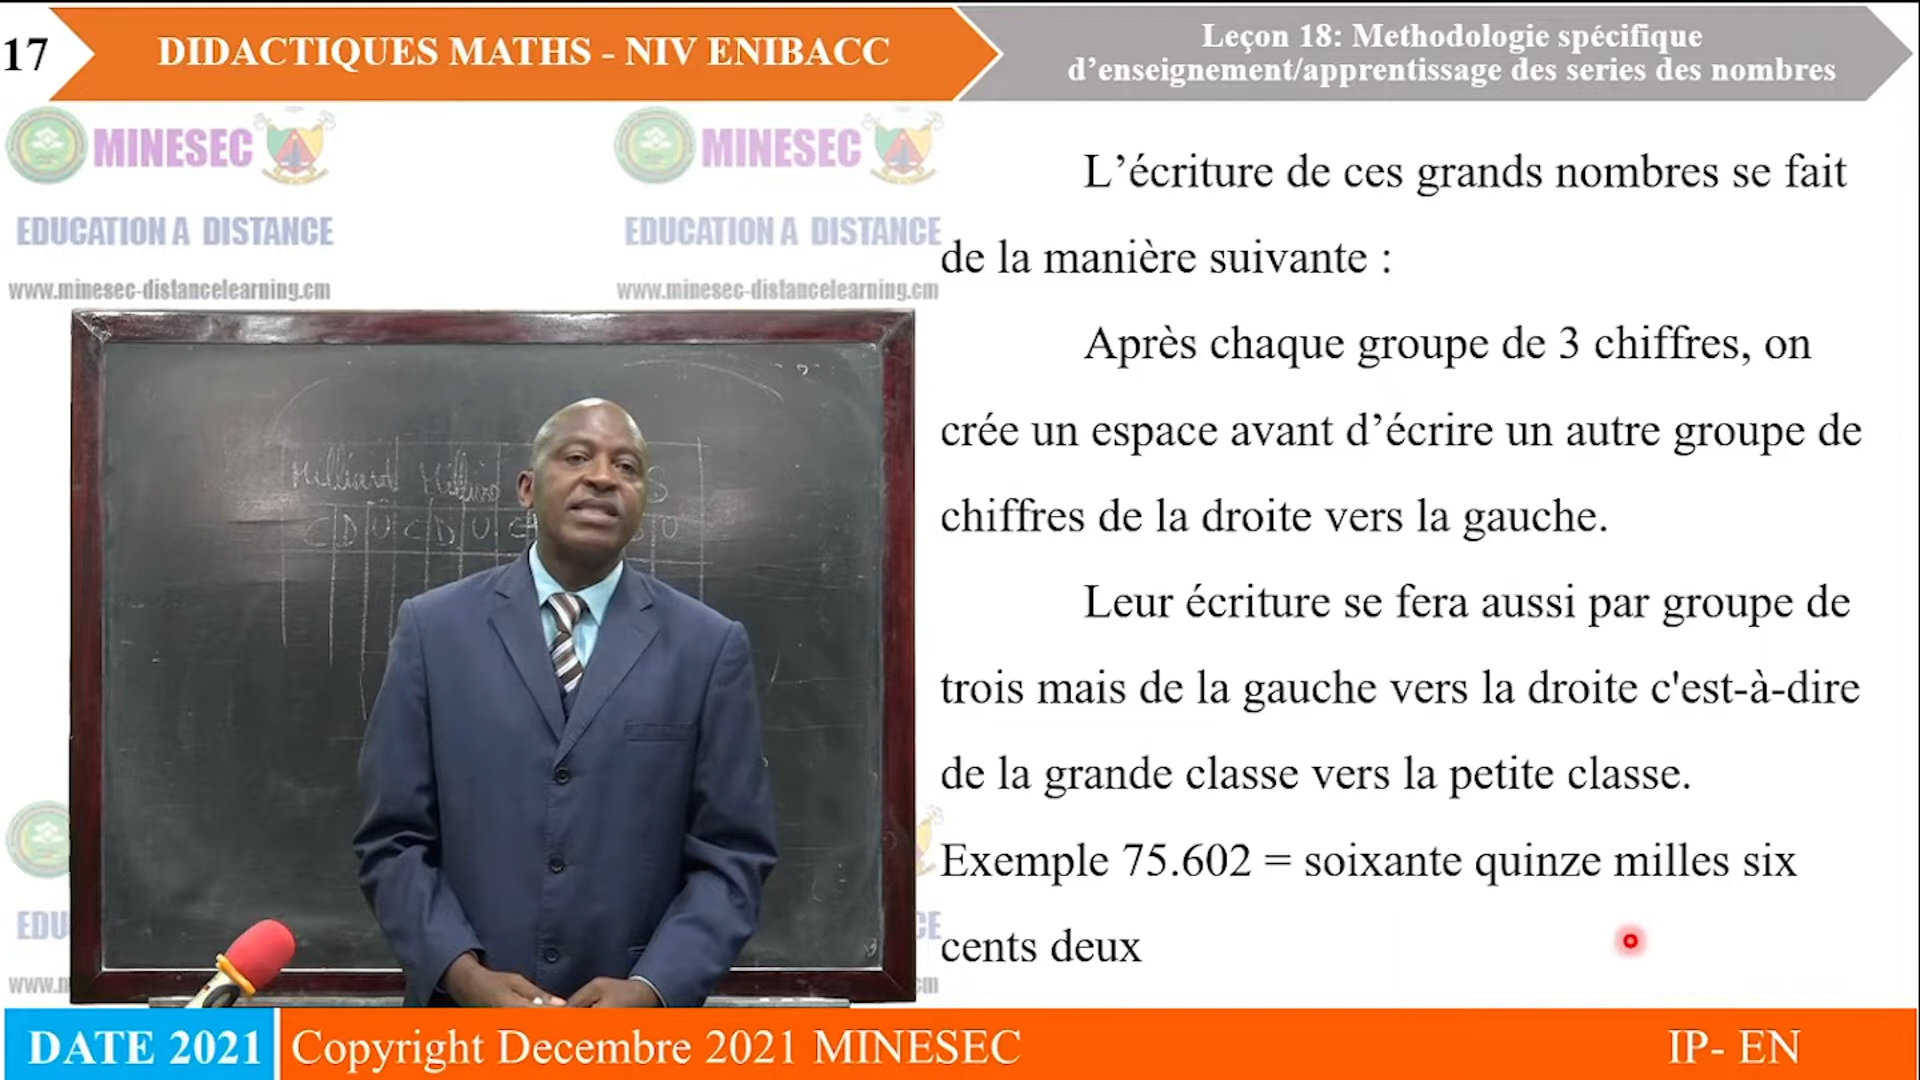 17
DIDACTIQUES MATHS - NIV ENIBACC
Leçon 18: Methodologie spécifique
d’enseignement/apprentissage des series des nombres
MINESEC
EDUCATION A DISTANCE
www.minesec-distancelearning.cm
MINESEC
EDUCATION A DISTANCE
www.minesec-distancelearning.cm
L’écriture de ces grands nombres se fait
de la manière suivante :
Après chaque groupe de 3 chiffres, on
crée un espace avant d’écrire un autre groupe de
chiffres de la droite vers la gauche.
Leur écriture se fera aussi par groupe de
trois mais de la gauche vers la droite c'est-à-dire
de la grande classe vers la petite classe.
Exemple 75.602 = soixante quinze milles six
cents deux
Milliard
C D U C D U C
U
DATE 2021
Copyright Decembre 2021 MINESEC
IP- EN